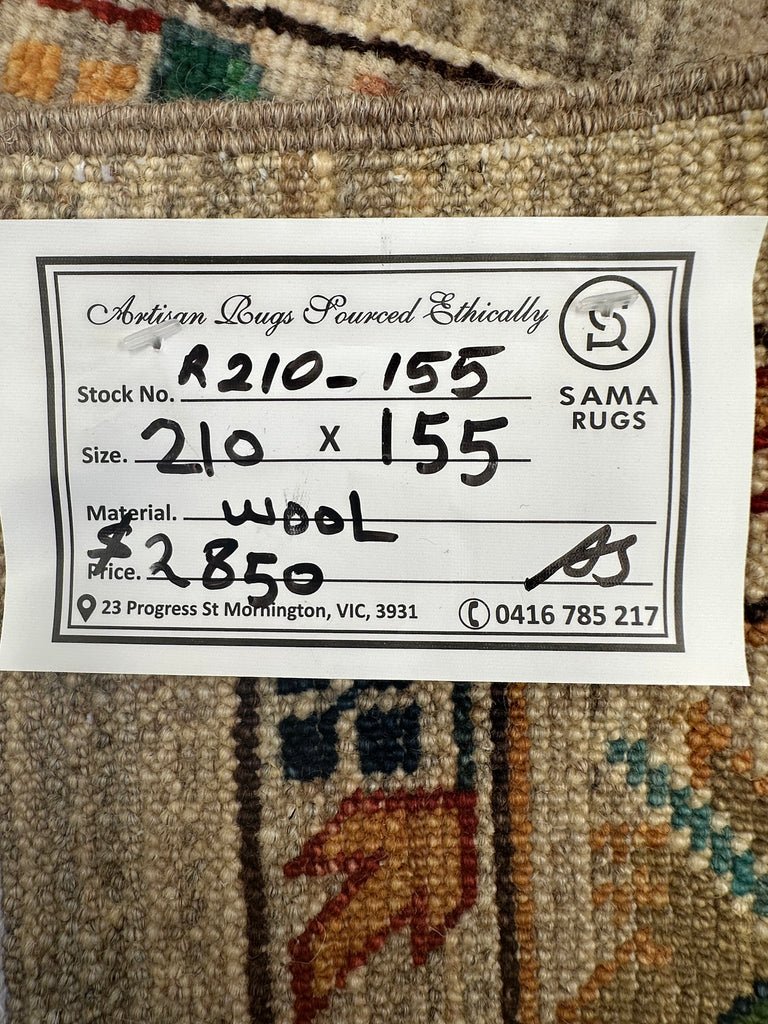 Artisan Rugs Sourced Ethically
SAMA
RUGS
Stock No. R210-155
Size. 210 x 155
Material. WOOL
Price. $2850
23 Progress St Mornington, VIC, 3931
0416 785 217